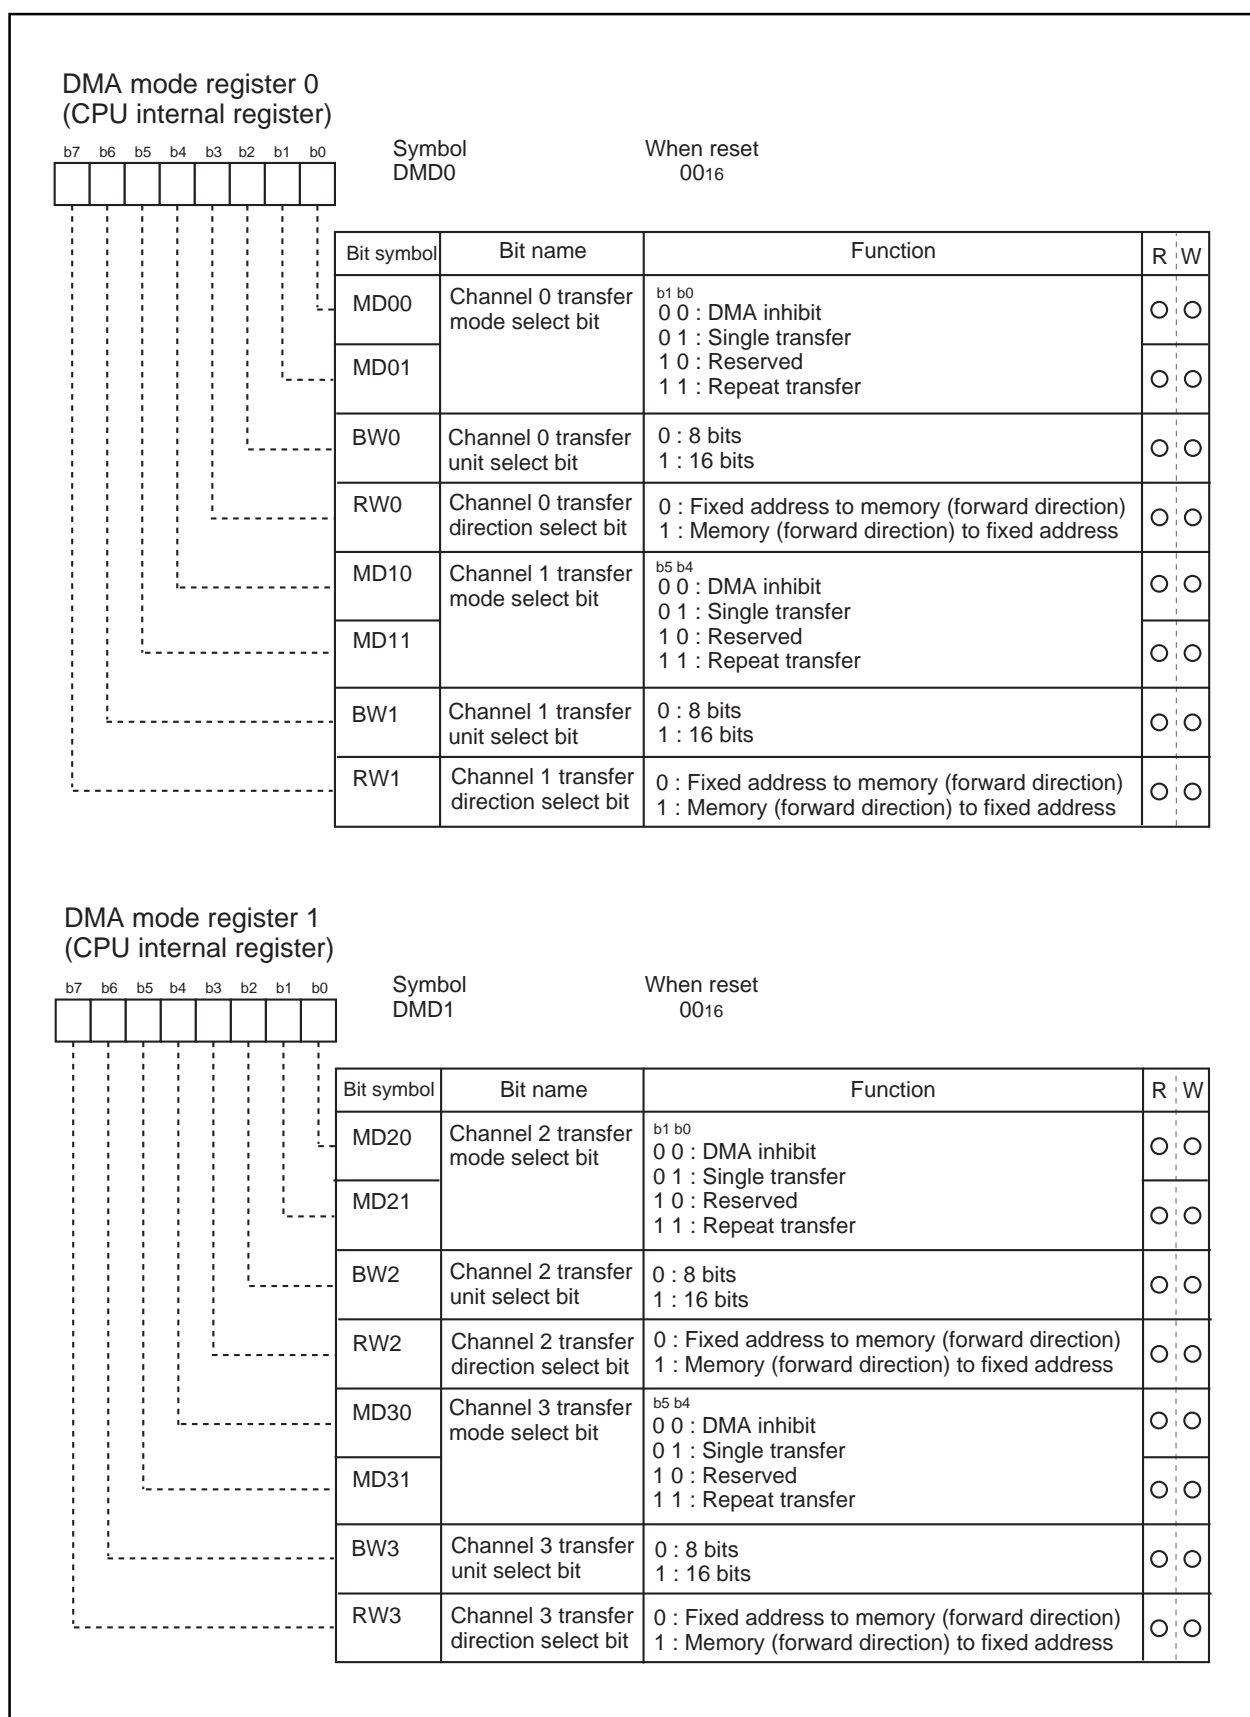 DMA mode register 0
(CPU internal register)
b7 b6 b5 b4 b3 b2 b1 b0
Symbol When reset
DMD0 0016
Bit symbol Bit name Function R W
MD00 Channel 0 transfer mode select bit
b1 b0
0 0 : DMA inhibit
0 1 : Single transfer
1 0 : Reserved
1 1 : Repeat transfer
MD01
BW0 Channel 0 transfer unit select bit
0 : 8 bits
1 : 16 bits
RW0 Channel 0 transfer direction select bit
0 : Fixed address to memory (forward direction)
1 : Memory (forward direction) to fixed address
MD10 Channel 1 transfer mode select bit
b5 b4
0 0 : DMA inhibit
0 1 : Single transfer
1 0 : Reserved
1 1 : Repeat transfer
MD11
BW1 Channel 1 transfer unit select bit
0 : 8 bits
1 : 16 bits
RW1 Channel 1 transfer direction select bit
0 : Fixed address to memory (forward direction)
1 : Memory (forward direction) to fixed address
DMA mode register 1
(CPU internal register)
b7 b6 b5 b4 b3 b2 b1 b0
Symbol When reset
DMD1 0016
Bit symbol Bit name Function R W
MD20 Channel 2 transfer mode select bit
b1 b0
0 0 : DMA inhibit
0 1 : Single transfer
1 0 : Reserved
1 1 : Repeat transfer
MD21
BW2 Channel 2 transfer unit select bit
0 : 8 bits
1 : 16 bits
RW2 Channel 2 transfer direction select bit
0 : Fixed address to memory (forward direction)
1 : Memory (forward direction) to fixed address
MD30 Channel 3 transfer mode select bit
b5 b4
0 0 : DMA inhibit
0 1 : Single transfer
1 0 : Reserved
1 1 : Repeat transfer
MD31
BW3 Channel 3 transfer unit select bit
0 : 8 bits
1 : 16 bits
RW3 Channel 3 transfer direction select bit
0 : Fixed address to memory (forward direction)
1 : Memory (forward direction) to fixed address